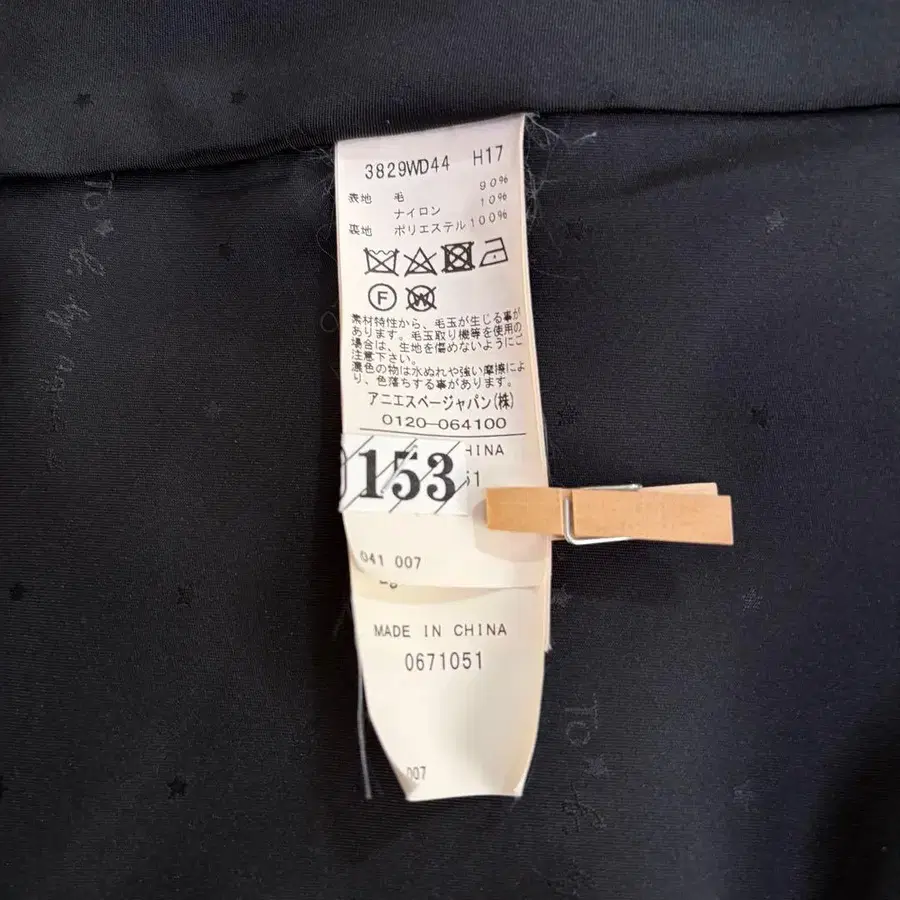 3829WD44 H17
表地 毛 90%
ナイロン 10%
裏地 ポリエステル 100%
F
W
素材特性から、毛玉が生じる事が
あります。毛玉取り機等を使用の
場合は、生地を傷めないようにご
注意下さい。
濃色の物は水ぬれや強い摩擦によ
り、色落ちする事があります。
アニエスベージャパン(株)
0120-064100
HINA
153
51
041 007
MADE IN CHINA
0671051
007
To